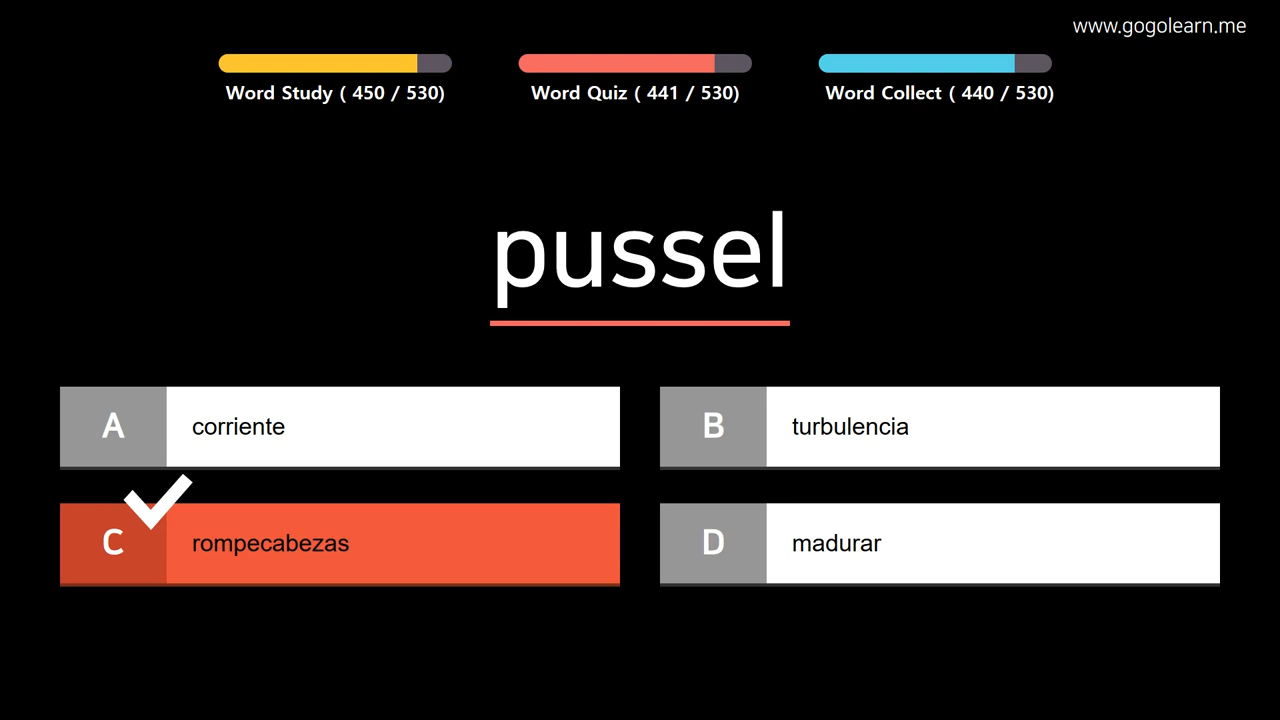 www.gogolearn.me
Word Study ( 450 / 530)
Word Quiz ( 441 / 530)
Word Collect ( 440 / 530)
pussel
A corriente
B turbulencia
C rompecabezas
D madurar